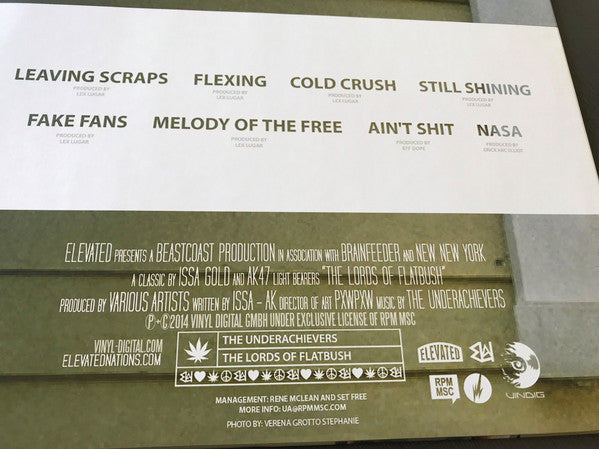 LEAVING SCRAPS FLEXING COLD CRUSH STILL SHINING
PRODUCED BY PRODUCED BY PRODUCED BY PRODUCED BY
LEX LUGAR LEX LUGAR LEX LUGAR LEX LUGAR
FAKE FANS MELODY OF THE FREE AIN'T SHIT NASA
PRODUCED BY PRODUCED BY PRODUCED BY PRODUCED BY
LEX LUGAR LEX LUGAR EFF DOPE ERICK ARC ELLIOT
ELEVATED PRESENTS A BEASTCOAST PRODUCTION IN ASSOCIATION WITH BRAINFEEDER AND NEW NEW YORK
A CLASSIC BY ISSA GOLD AND AK47 LIGHT BEARERS "THE LORDS OF FLATBUSH"
PRODUCED BY VARIOUS ARTISTS WRITTEN BY ISSA - AK DIRECTOR OF ART PXWPXW MUSIC BY THE UNDERACHIEVERS
℗+© 2014 VINYL DIGITAL GMBH UNDER EXCLUSIVE LICENSE OF RPM MSC
VINYL-DIGITAL.COM
ELEVATEDNATIONS.COM
THE UNDERACHIEVERS
THE LORDS OF FLATBUSH
ELEVATED
RPM
MSC
VINDIG
MANAGEMENT: RENE MCLEAN AND SET FREE
MORE INFO: UA@RPMMSC.COM
PHOTO BY: VERENA GROTTO STEPHANIE